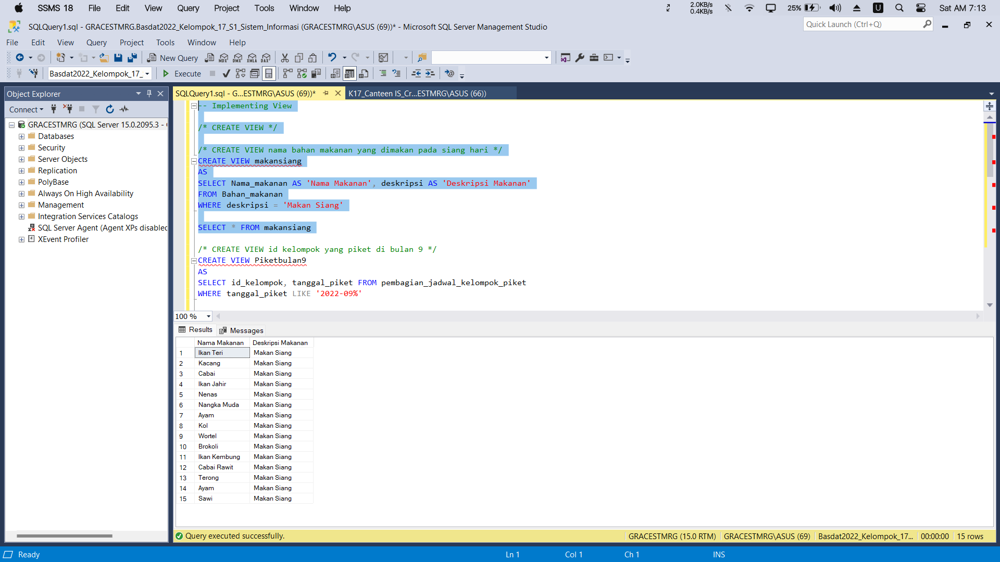 SSMS 18 File Edit View Query Project Tools Window Help 2.0KB/s 0.4KB/s 25% U Sat AM 7:13
SQLQuery1.sql - GRACESTMRG.Basdat2022_Kelompok_17_S1_Sistem_Informasi (GRACESTMRG\ASUS (69))* - Microsoft SQL Server Management Studio
Quick Launch (Ctrl+Q)
File Edit View Query Project Tools Window Help
New Query MDX DMX XMLA DAX
Basdat2022_Kelompok_17_ Execute
Object Explorer
Connect
GRACESTMRG (SQL Server 15.0.2095.3 -
Databases
Security
Server Objects
Replication
PolyBase
Always On High Availability
Management
Integration Services Catalogs
SQL Server Agent (Agent XPs disabled
XEvent Profiler
SQLQuery1.sql - G...ESTMRG\ASUS (69))* K17_Canteen IS_Cr...ESTMRG\ASUS (66))
-- Implementing View
/* CREATE VIEW */
/* CREATE VIEW nama bahan makanan yang dimakan pada siang hari */
CREATE VIEW makansiang
AS
SELECT Nama_makanan AS 'Nama Makanan', deskripsi AS 'Deskripsi Makanan'
FROM Bahan_makanan
WHERE deskripsi = 'Makan Siang'
SELECT * FROM makansiang
/* CREATE VIEW id kelompok yang piket di bulan 9 */
CREATE VIEW Piketbulan9
AS
SELECT id_kelompok, tanggal_piket FROM pembagian_jadwal_kelompok_piket
WHERE tanggal_piket LIKE '2022-09%'
100 %
Results Messages
Nama Makanan Deskripsi Makanan
1 Ikan Teri Makan Siang
2 Kacang Makan Siang
3 Cabai Makan Siang
4 Ikan Jahir Makan Siang
5 Nenas Makan Siang
6 Nangka Muda Makan Siang
7 Ayam Makan Siang
8 Kol Makan Siang
9 Wortel Makan Siang
10 Brokoli Makan Siang
11 Ikan Kembung Makan Siang
12 Cabai Rawit Makan Siang
13 Terong Makan Siang
14 Ayam Makan Siang
15 Sawi Makan Siang
Query executed successfully. GRACESTMRG (15.0 RTM) GRACESTMRG\ASUS (69) Basdat2022_Kelompok_17... 00:00:00 15 rows
Ready Ln 1 Col 1 Ch 1 INS